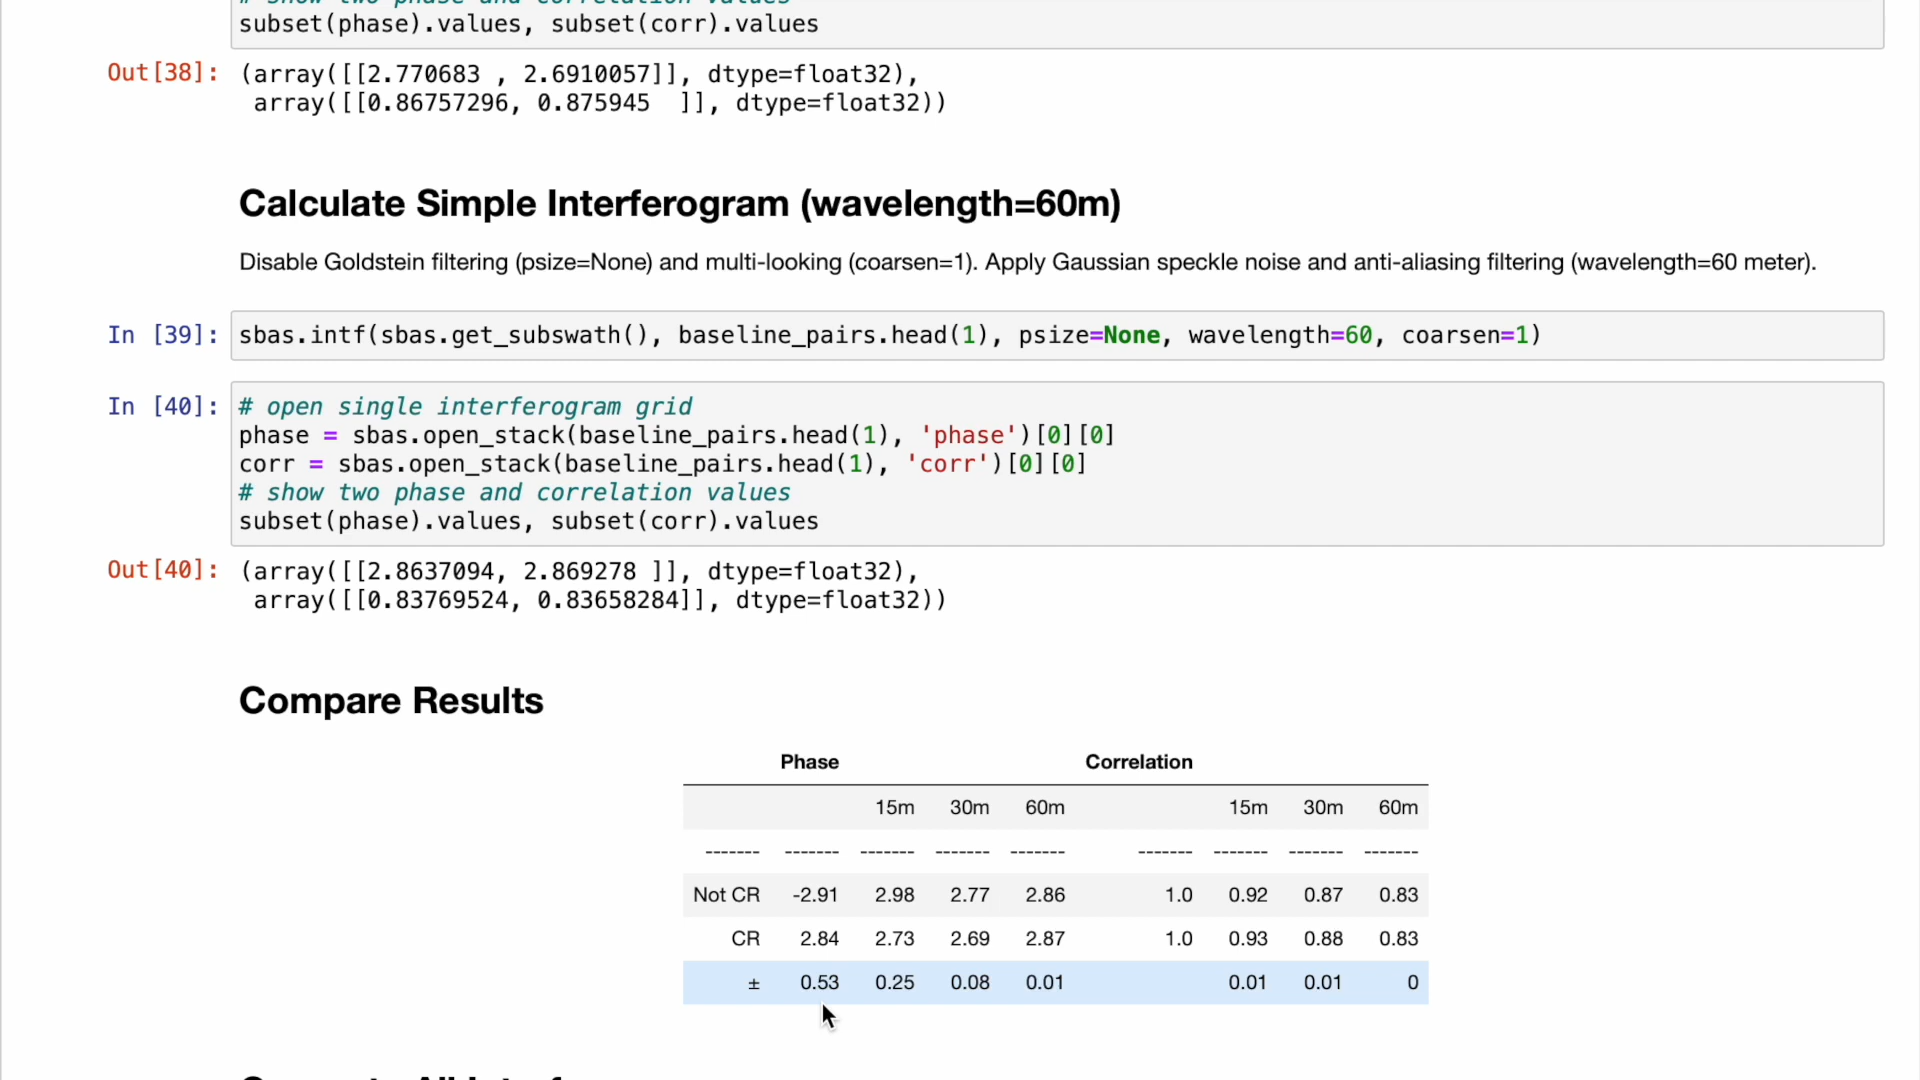 subset(phase).values, subset(corr).values
Out[38]: (array([[2.770683 , 2.6910057]], dtype=float32),
array([[0.86757296, 0.875945  ]], dtype=float32))
Calculate Simple Interferogram (wavelength=60m)
Disable Goldstein filtering (psize=None) and multi-looking (coarsen=1). Apply Gaussian speckle noise and anti-aliasing filtering (wavelength=60 meter).
In [39]: sbas.intf(sbas.get_subswath(), baseline_pairs.head(1), psize=None, wavelength=60, coarsen=1)
In [40]: # open single interferogram grid
phase = sbas.open_stack(baseline_pairs.head(1), 'phase')[0][0]
corr = sbas.open_stack(baseline_pairs.head(1), 'corr')[0][0]
# show two phase and correlation values
subset(phase).values, subset(corr).values
Out[40]: (array([[2.8637094, 2.869278 ]], dtype=float32),
array([[0.83769524, 0.83658284]], dtype=float32))
Compare Results
Phase Correlation
15m 30m 60m 15m 30m 60m
------- ------- ------- ------- ------- ------- ------- ------- -------
Not CR -2.91 2.98 2.77 2.86 1.0 0.92 0.87 0.83
CR 2.84 2.73 2.69 2.87 1.0 0.93 0.88 0.83
± 0.53 0.25 0.08 0.01 0.01 0.01 0